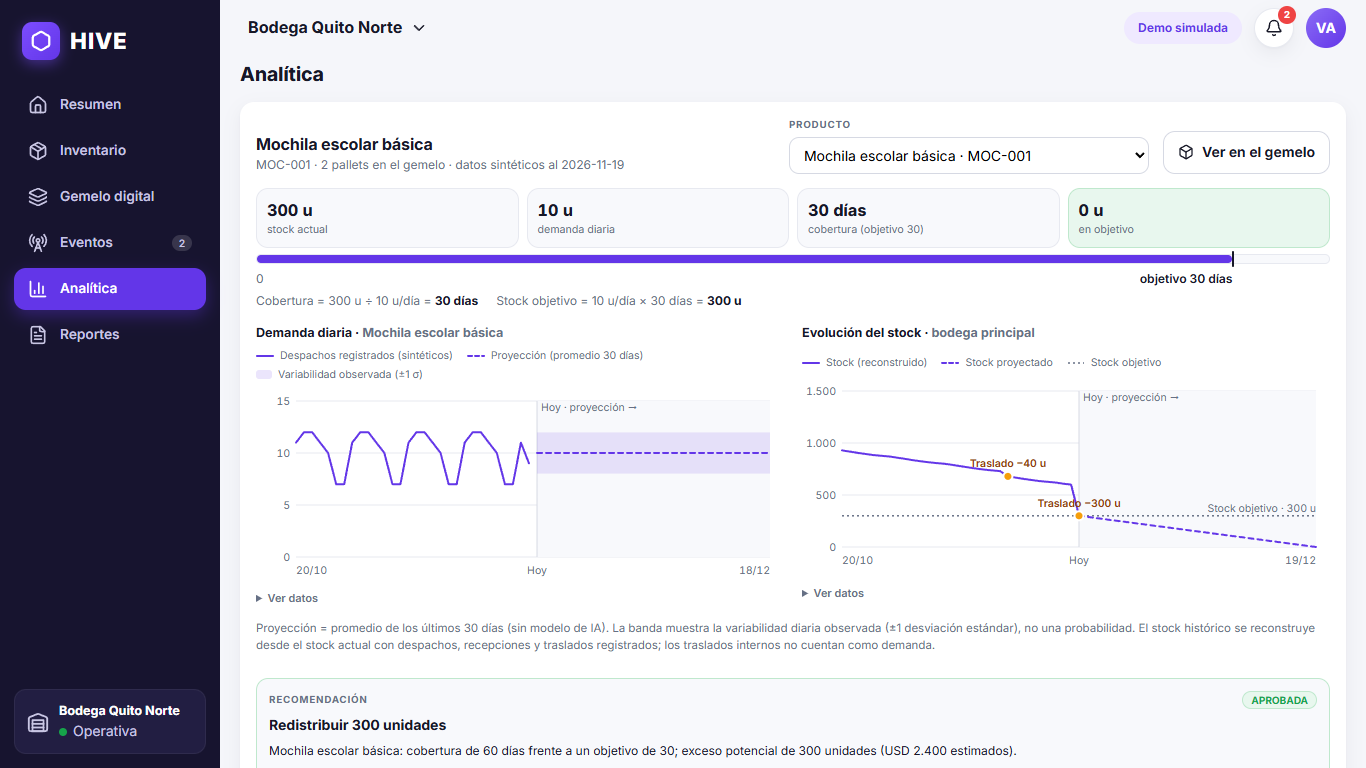 HIVE
Resumen
Inventario
Gemelo digital
Eventos 2
Analítica
Reportes
Bodega Quito Norte
Operativa
Bodega Quito Norte
Demo simulada
2
VA
Analítica
Mochila escolar básica
MOC-001 · 2 pallets en el gemelo · datos sintéticos al 2026-11-19
PRODUCTO
Mochila escolar básica · MOC-001
Ver en el gemelo
300 u
stock actual
10 u
demanda diaria
30 días
cobertura (objetivo 30)
0 u
en objetivo
0
objetivo 30 días
Cobertura = 300 u ÷ 10 u/día = 30 días Stock objetivo = 10 u/día × 30 días = 300 u
Demanda diaria · Mochila escolar básica
Despachos registrados (sintéticos) Proyección (promedio 30 días)
Variabilidad observada (±1 σ)
15
Hoy · proyección →
10
5
0
20/10 Hoy 18/12
▶ Ver datos
Evolución del stock · bodega principal
Stock (reconstruido) Stock proyectado Stock objetivo
1.500
Hoy · proyección →
1.000
Traslado −40 u
500
Traslado −300 u
Stock objetivo · 300 u
0
20/10 Hoy 19/12
▶ Ver datos
Proyección = promedio de los últimos 30 días (sin modelo de IA). La banda muestra la variabilidad diaria observada (±1 desviación estándar), no una probabilidad. El stock histórico se reconstruye
desde el stock actual con despachos, recepciones y traslados registrados; los traslados internos no cuentan como demanda.
RECOMENDACIÓN
APROBADA
Redistribuir 300 unidades
Mochila escolar básica: cobertura de 60 días frente a un objetivo de 30; exceso potencial de 300 unidades (USD 2.400 estimados).